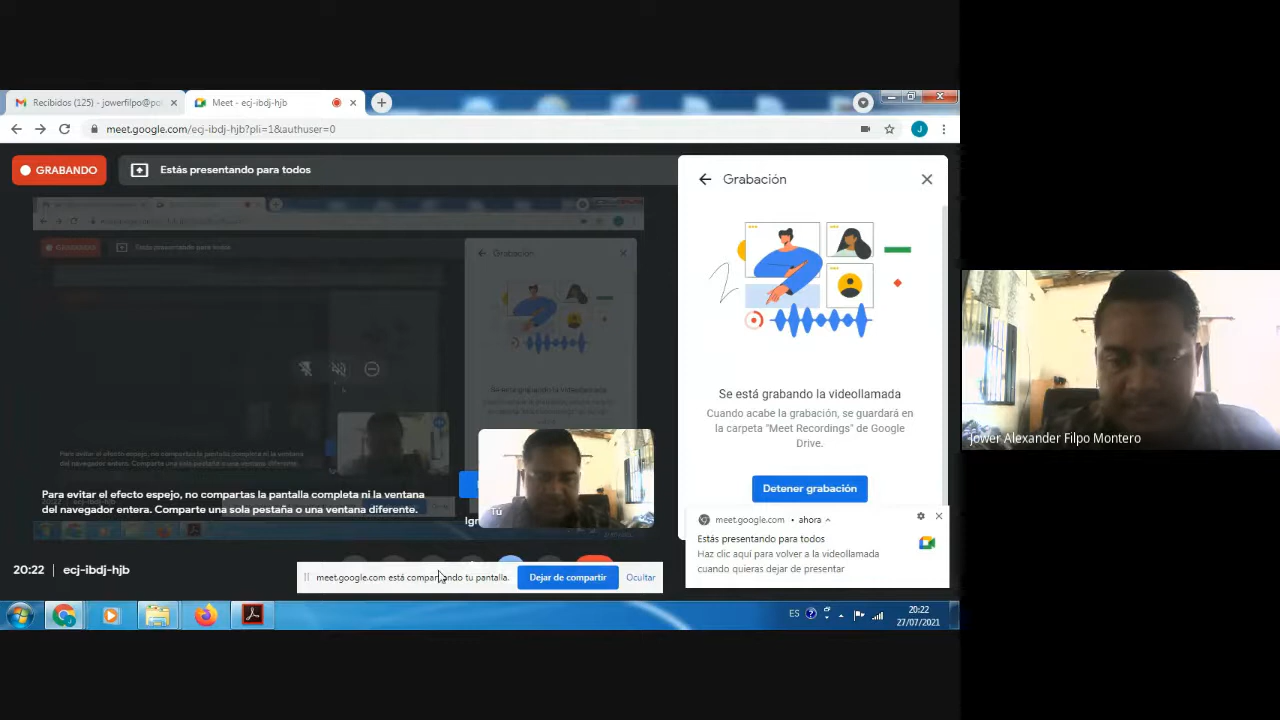 Recibidos (125) - jowerfilpo@po
Meet - ecj-ibdj-hjb
meet.google.com/ecj-ibdj-hjb?pli=1&authuser=0
J
GRABANDO
Estás presentando para todos
Grabación
Se está grabando la videollamada
Cuando acabe la grabación, se guardará en
la carpeta "Meet Recordings" de Google
Drive.
Detener grabación
Para evitar el efecto espejo, no compartas la pantalla completa ni la ventana
del navegador entera. Comparte una sola pestaña o una ventana diferente.
Tú
Jower Alexander Filpo Montero
meet.google.com • ahora
Estás presentando para todos
Haz clic aquí para volver a la videollamada
cuando quieras dejar de presentar
20:22
ecj-ibdj-hjb
meet.google.com está compartiendo tu pantalla.
Dejar de compartir
Ocultar
ES
20:22
27/07/2021